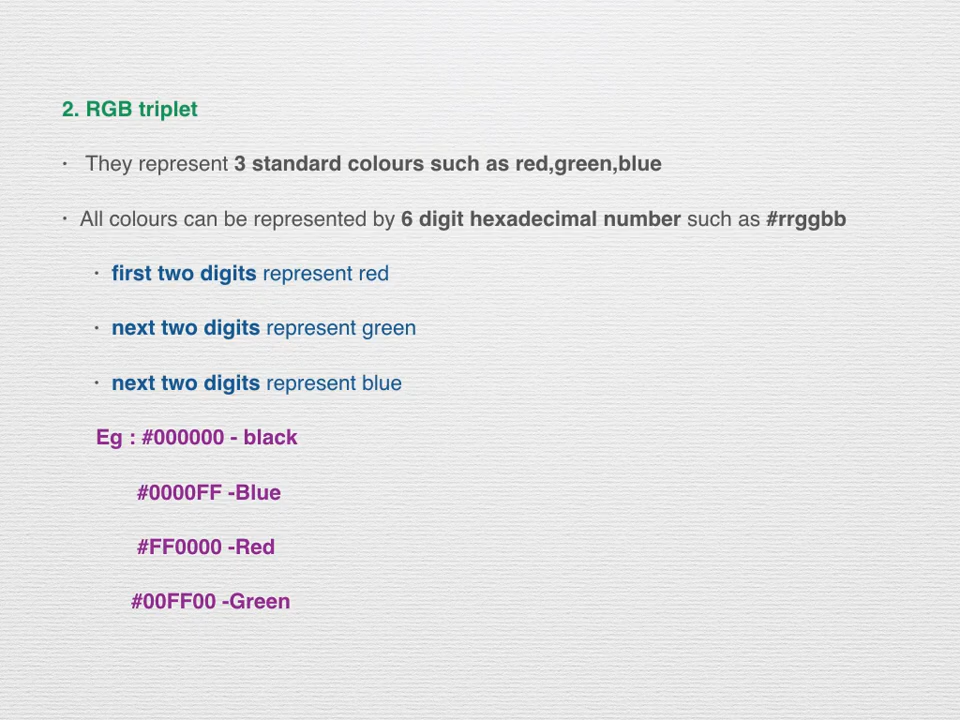 2. RGB triplet
• They represent 3 standard colours such as red,green,blue
• All colours can be represented by 6 digit hexadecimal number such as #rrggbb
• first two digits represent red
• next two digits represent green
• next two digits represent blue
Eg : #000000 - black
#0000FF -Blue
#FF0000 -Red
#00FF00 -Green